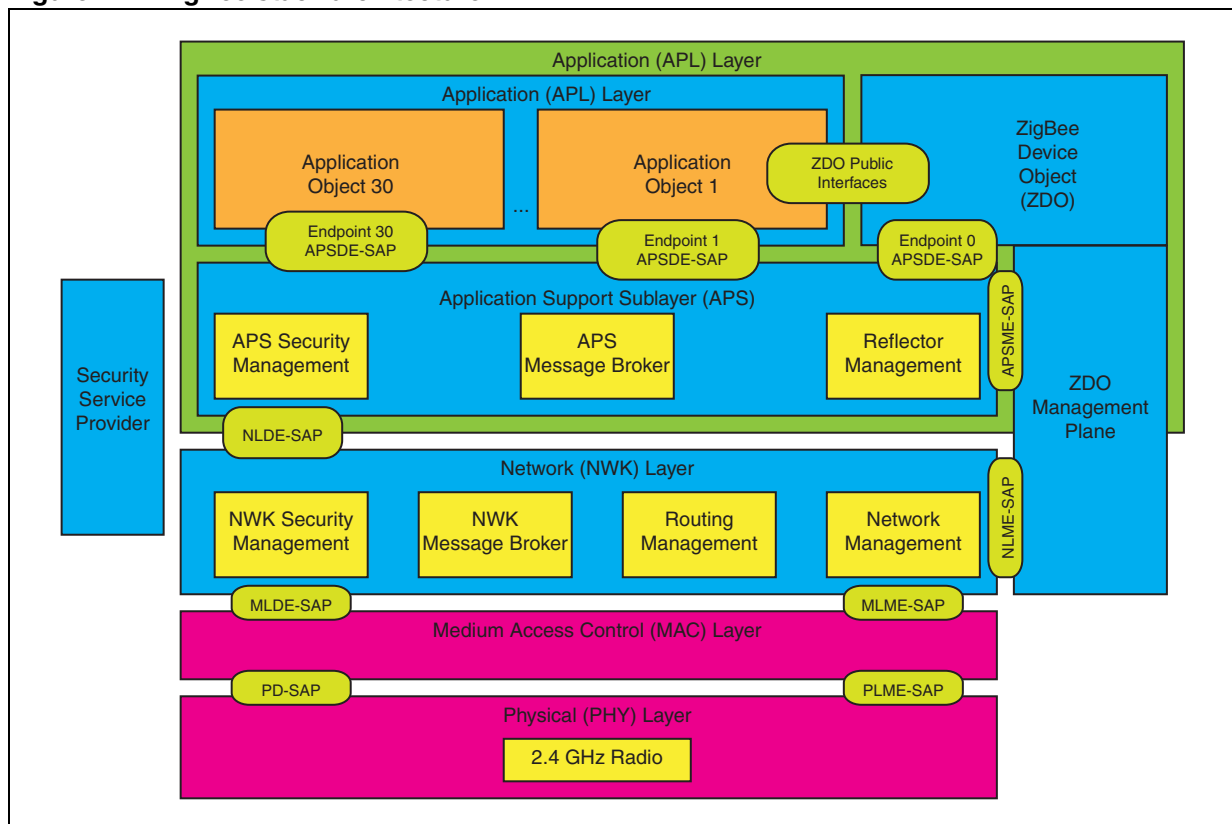 Application (APL) Layer
Application (APL) Layer
Application
Object 30
...
Application
Object 1
ZDO Public
Interfaces
ZigBee
Device
Object
(ZDO)
Endpoint 30
APSDE-SAP
Endpoint 1
APSDE-SAP
Endpoint 0
APSDE-SAP
Application Support Sublayer (APS)
APSME-SAP
APS Security
Management
APS
Message Broker
Reflector
Management
Security
Service
Provider
ZDO
Management
Plane
NLDE-SAP
Network (NWK) Layer
NLME-SAP
NWK Security
Management
NWK
Message Broker
Routing
Management
Network
Management
MLDE-SAP
MLME-SAP
Medium Access Control (MAC) Layer
PD-SAP
PLME-SAP
Physical (PHY) Layer
2.4 GHz Radio